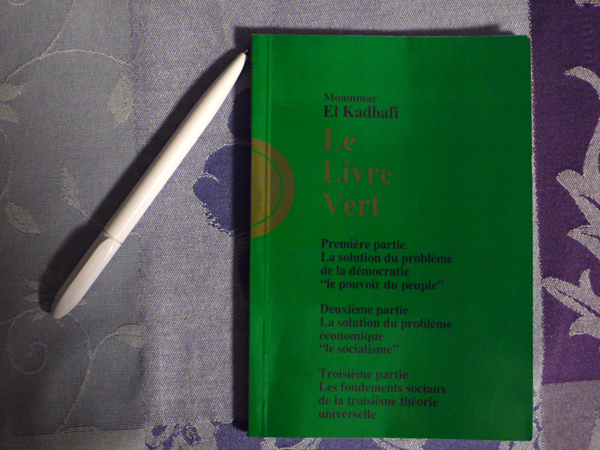 Moammar
El Kadhafi
Le
Livre
Vert
Première partie
La solution du problème
de la démocratie
“le pouvoir du peuple”
Deuxième partie
La solution du problème
économique
“le socialisme”
Troisième partie
Les fondements sociaux
de la troisième théorie
universelle